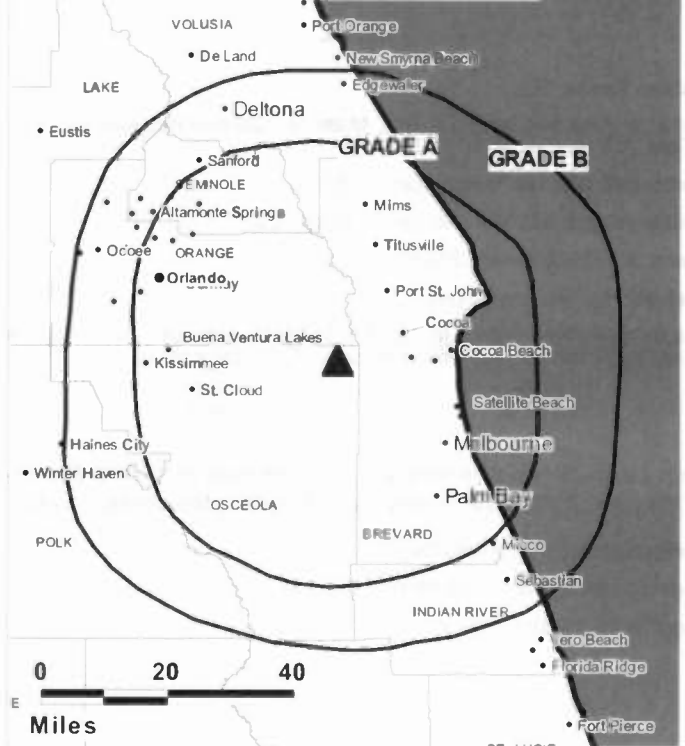 VOLUSIA
Port Orange
De Land
New Smyrna Beach
LAKE
Edgewater
Deltona
Eustis
GRADE A
GRADE B
Sanford
SEMINOLE
Mims
Altamonte Springs
Titusville
Ocoee
ORANGE
Orlando
Port St. John
Cocoa
Buena Ventura Lakes
Cocoa Beach
Kissimmee
St. Cloud
Satellite Beach
Haines City
Melbourne
Winter Haven
Palm Bay
OSCEOLA
BREVARD
POLK
Micco
Sebastian
INDIAN RIVER
Vero Beach
Florida Ridge
0 20 40
E
Miles
Fort Pierce